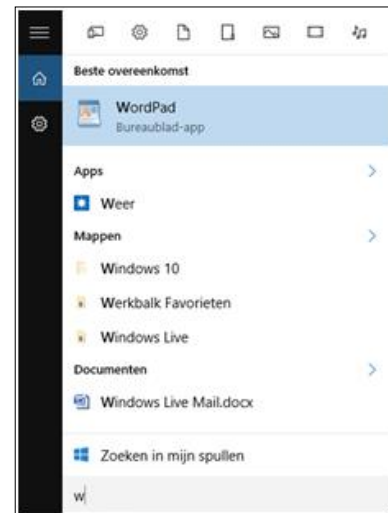 Beste overeenkomst
WordPad
Bureaublad-app
Apps
Weer
Mappen
Windows 10
Werkbalk Favorieten
Windows Live
Documenten
Windows Live Mail.docx
Zoeken in mijn spullen
w